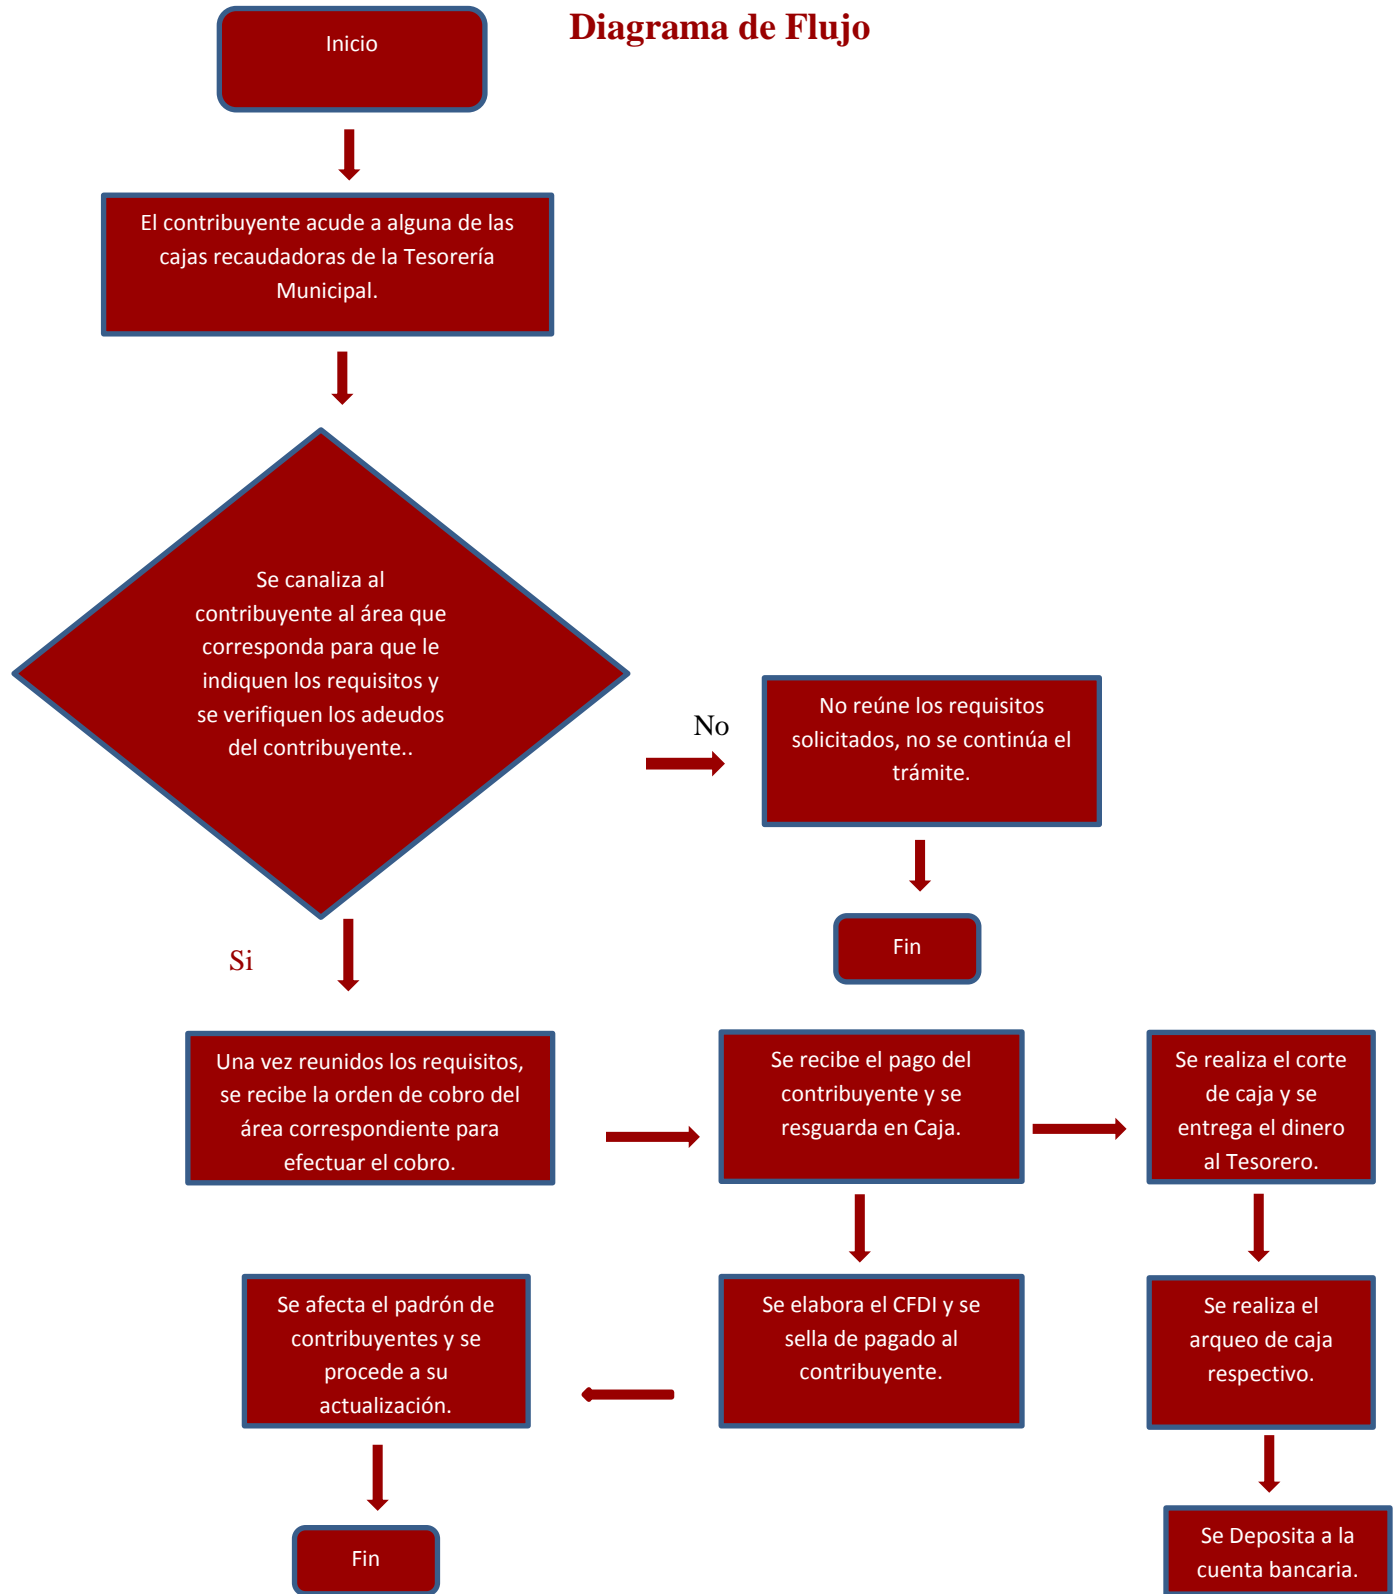 Diagrama de Flujo
Inicio
El contribuyente acude a alguna de las
cajas recaudadoras de la Tesorería
Municipal.
Se canaliza al
contribuyente al área que
corresponda para que le
indiquen los requisitos y
se verifiquen los adeudos
del contribuyente..
No
No reúne los requisitos
solicitados, no se continúa el
trámite.
Fin
Si
Una vez reunidos los requisitos,
se recibe la orden de cobro del
área correspondiente para
efectuar el cobro.
Se recibe el pago del
contribuyente y se
resguarda en Caja.
Se realiza el corte
de caja y se
entrega el dinero
al Tesorero.
Se afecta el padrón de
contribuyentes y se
procede a su
actualización.
Se elabora el CFDI y se
sella de pagado al
contribuyente.
Se realiza el
arqueo de caja
respectivo.
Fin
Se Deposita a la
cuenta bancaria.